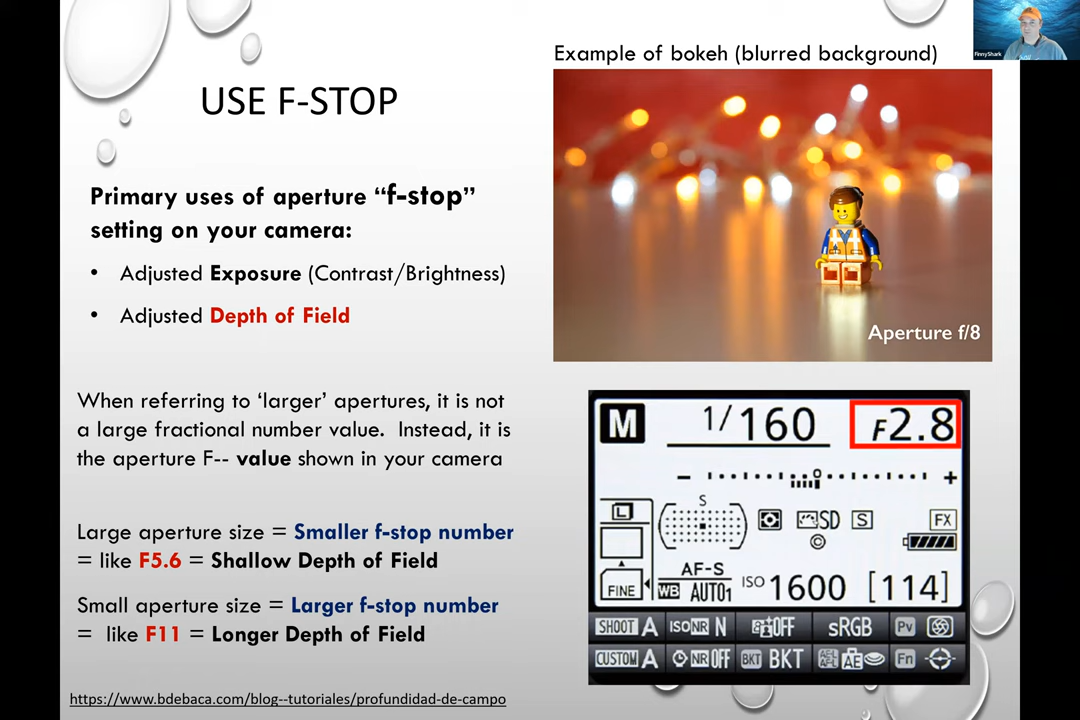 Example of bokeh (blurred background)
FinnyShark
USE F-STOP
Primary uses of aperture “f-stop”
setting on your camera:
• Adjusted Exposure (Contrast/Brightness)
• Adjusted Depth of Field
Aperture f/8
When referring to ‘larger’ apertures, it is not
a large fractional number value. Instead, it is
the aperture F-- value shown in your camera
Large aperture size = Smaller f-stop number
= like F5.6 = Shallow Depth of Field
Small aperture size = Larger f-stop number
= like F11 = Longer Depth of Field
https://www.bdebaca.com/blog--tutoriales/profundidad-de-campo
M 1/160 F2.8
- +
S
L SD S FX
©
AF-S
FINE WB AUTO1 ISO 1600 [114]
SHOOT A ISO NR N OFF sRGB Pv
CUSTOM A NR OFF BKT BKT AE Fn